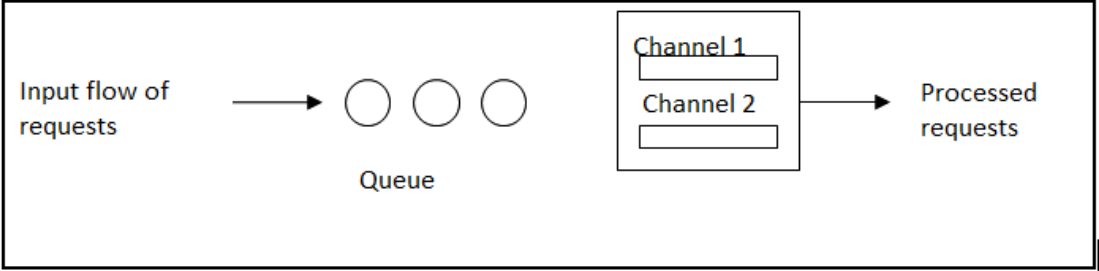 Input flow of
requests
Queue
Channel 1
Channel 2
Processed
requests